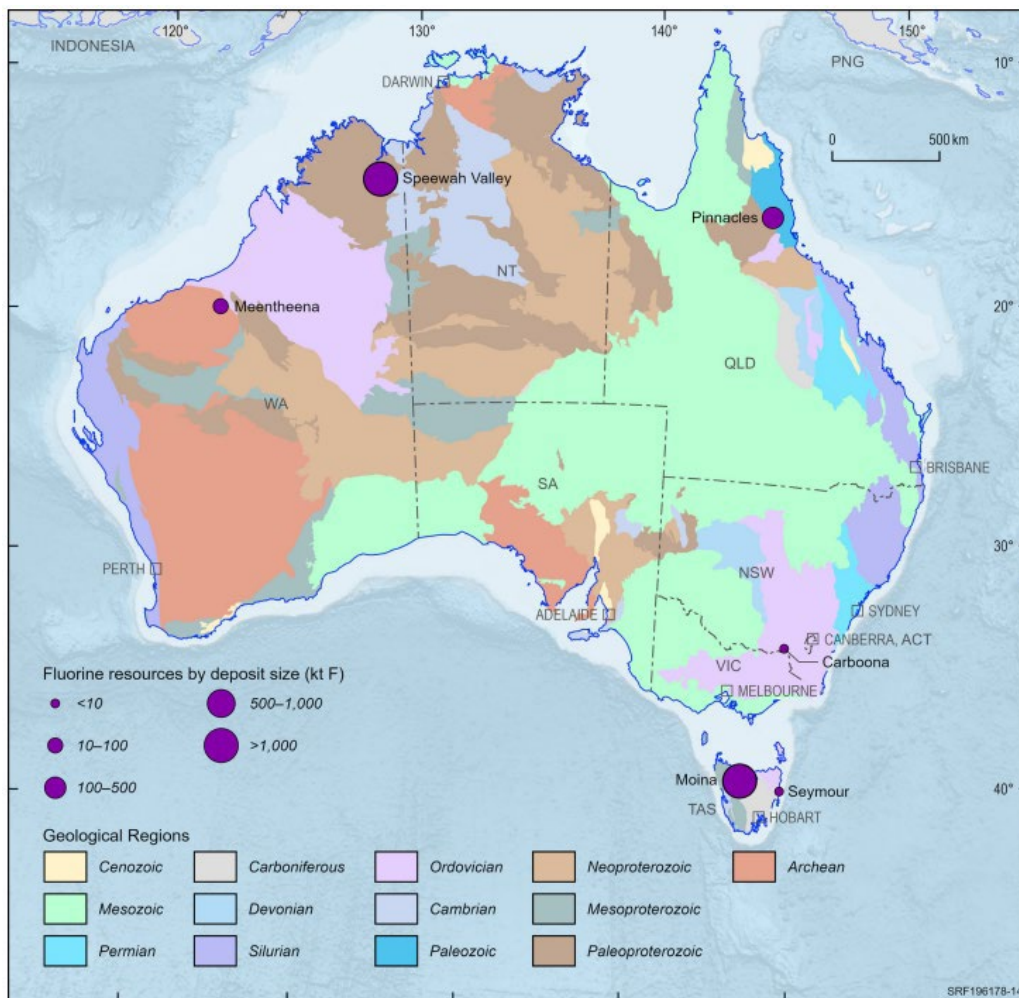 120°
130°
140°
150°
INDONESIA
PNG
10°
DARWIN
0
500 km
Speewah Valley
Pinnacles
NT
Meentheena
20°
QLD
WA
BRISBANE
SA
30°
PERTH
NSW
ADELAIDE
SYDNEY
CANBERRA, ACT
Carboona
VIC
MELBOURNE
Fluorine resources by deposit size (kt F)
<10
500–1,000
10–100
>1,000
100–500
Moina
Seymour
40°
TAS
HOBART
Geological Regions
Cenozoic
Carboniferous
Ordovician
Neoproterozoic
Archean
Mesozoic
Devonian
Cambrian
Mesoproterozoic
Permian
Silurian
Paleozoic
Paleoproterozoic
SRF196178-14